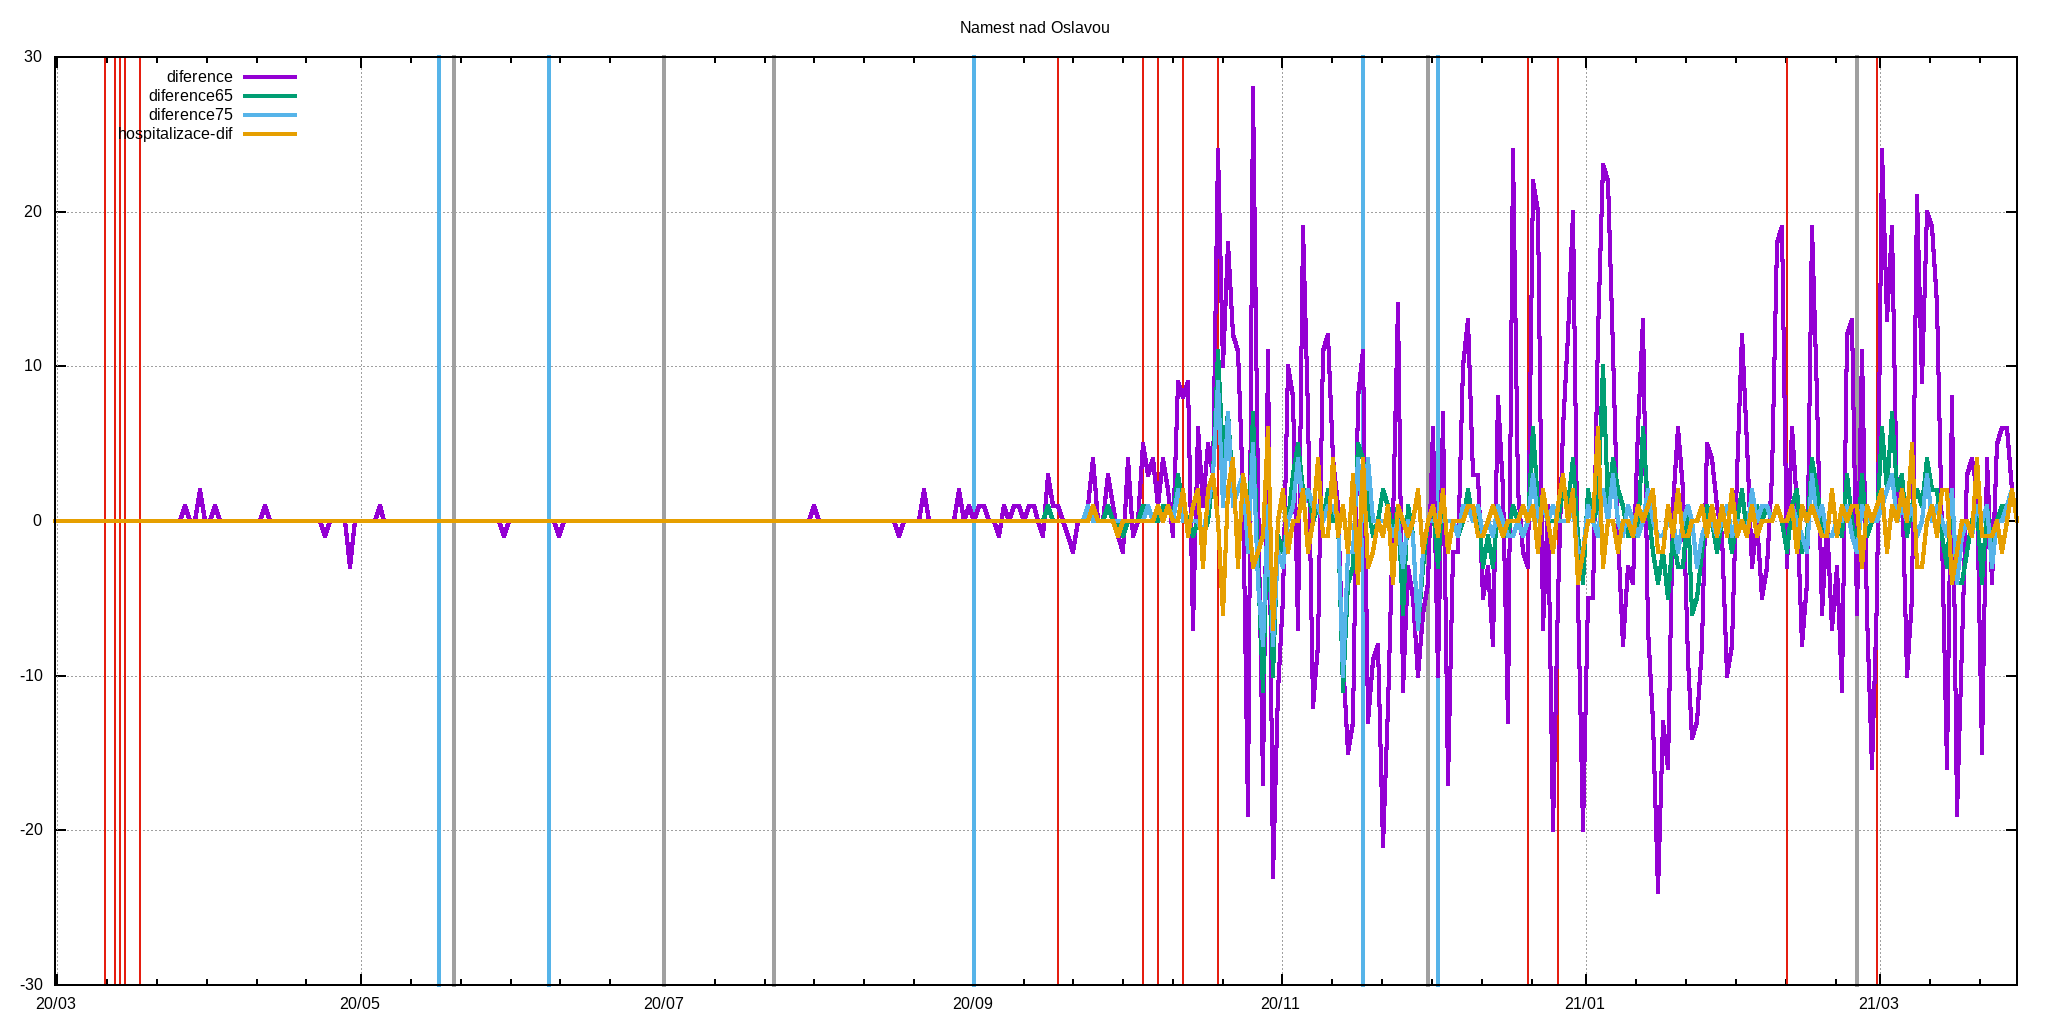 Namest nad Oslavou
30
diference
diference65
diference75
hospitalizace-dif
20
10
0
-10
-20
-30
20/03 20/05 20/07 20/09 20/11 21/01 21/03